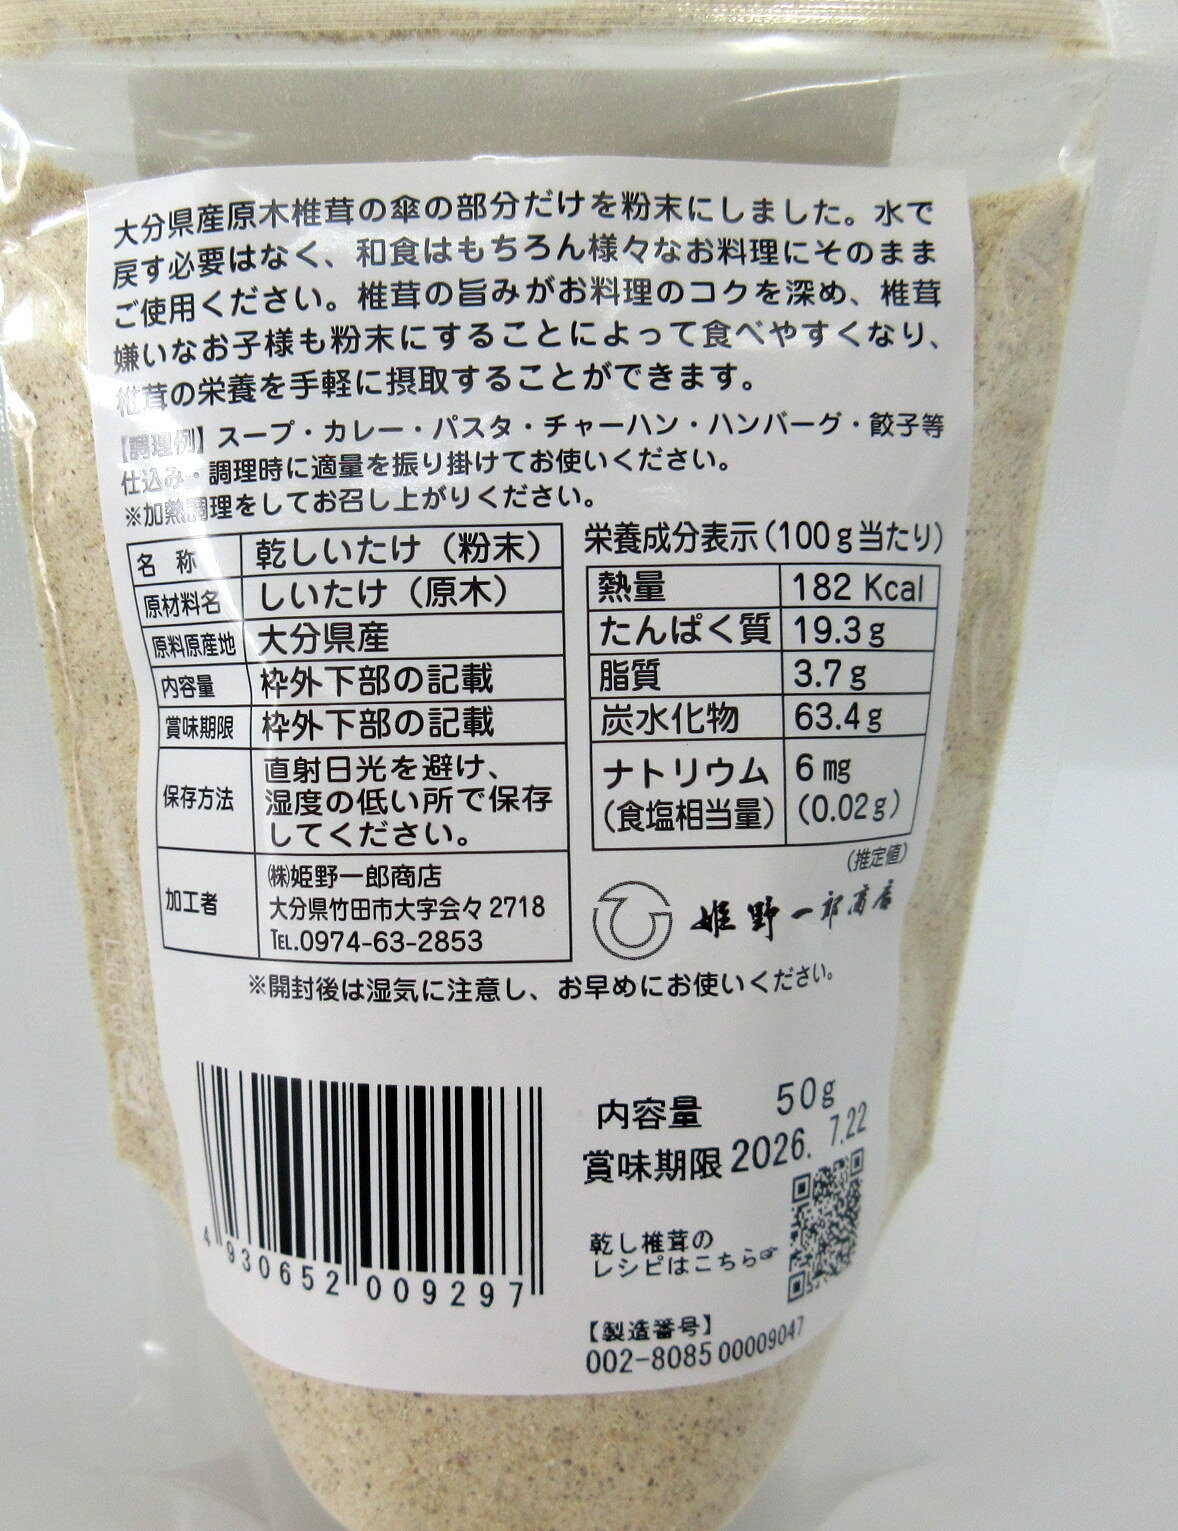 大分県産原木椎茸の傘の部分だけを粉末にしました。水で
戻す必要はなく、和食はもちろん様々なお料理にそのまま
ご使用ください。椎茸の旨みがお料理のコクを深め、椎茸
嫌いなお子様も粉末にすることによって食べやすくなり、
椎茸の栄養を手軽に摂取することができます。
【調理例】スープ・カレー・パスタ・チャーハン・ハンバーグ・餃子等
仕込み・調理時に適量を振り掛けてお使いください。
※加熱調理をしてお召し上がりください。
名 称 乾しいたけ（粉末）
原材料名 しいたけ（原木）
原料原産地 大分県産
内容量 枠外下部の記載
賞味期限 枠外下部の記載
保存方法 直射日光を避け、
湿度の低い所で保存
してください。
加工者 ㈱姫野一郎商店
大分県竹田市大字会々2718
℡.0974-63-2853
栄養成分表示(100g当たり)
熱量 182 Kcal
たんぱく質 19.3g
脂質 3.7g
炭水化物 63.4g
ナトリウム 6㎎
(食塩相当量) (0.02g)
(推定値)
姫野一郎商店
※開封後は湿気に注意し、お早めにお使いください。
4 930652 009297
内容量 50g
賞味期限 2026. 7.22
乾し椎茸の
レシピはこちら☞
【製造番号】
002-8085 00009047